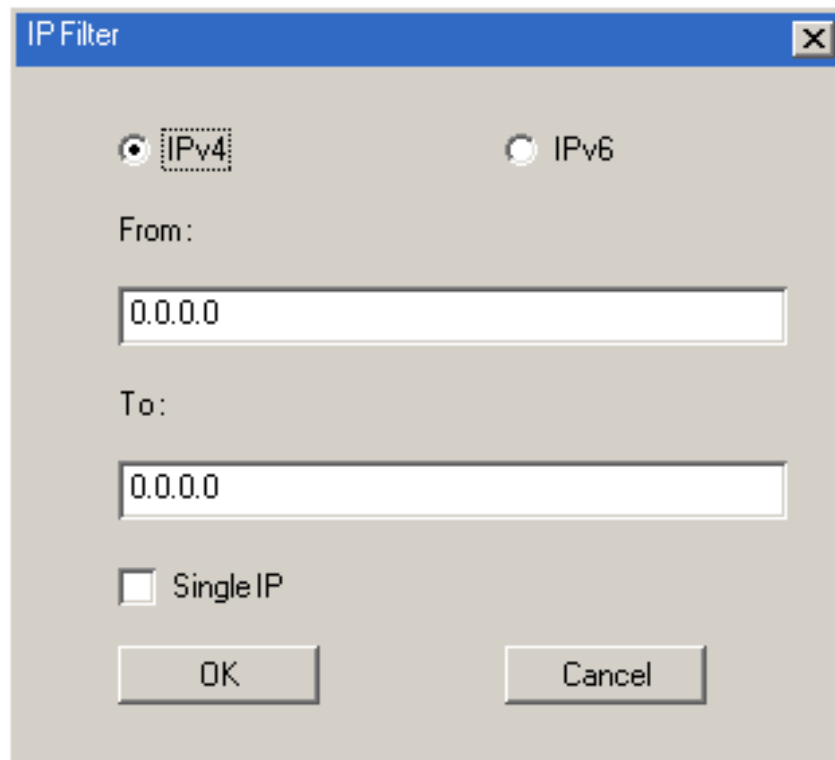 IP Filter
IPv4 IPv6
From:
0.0.0.0
To:
0.0.0.0
Single IP
OK Cancel